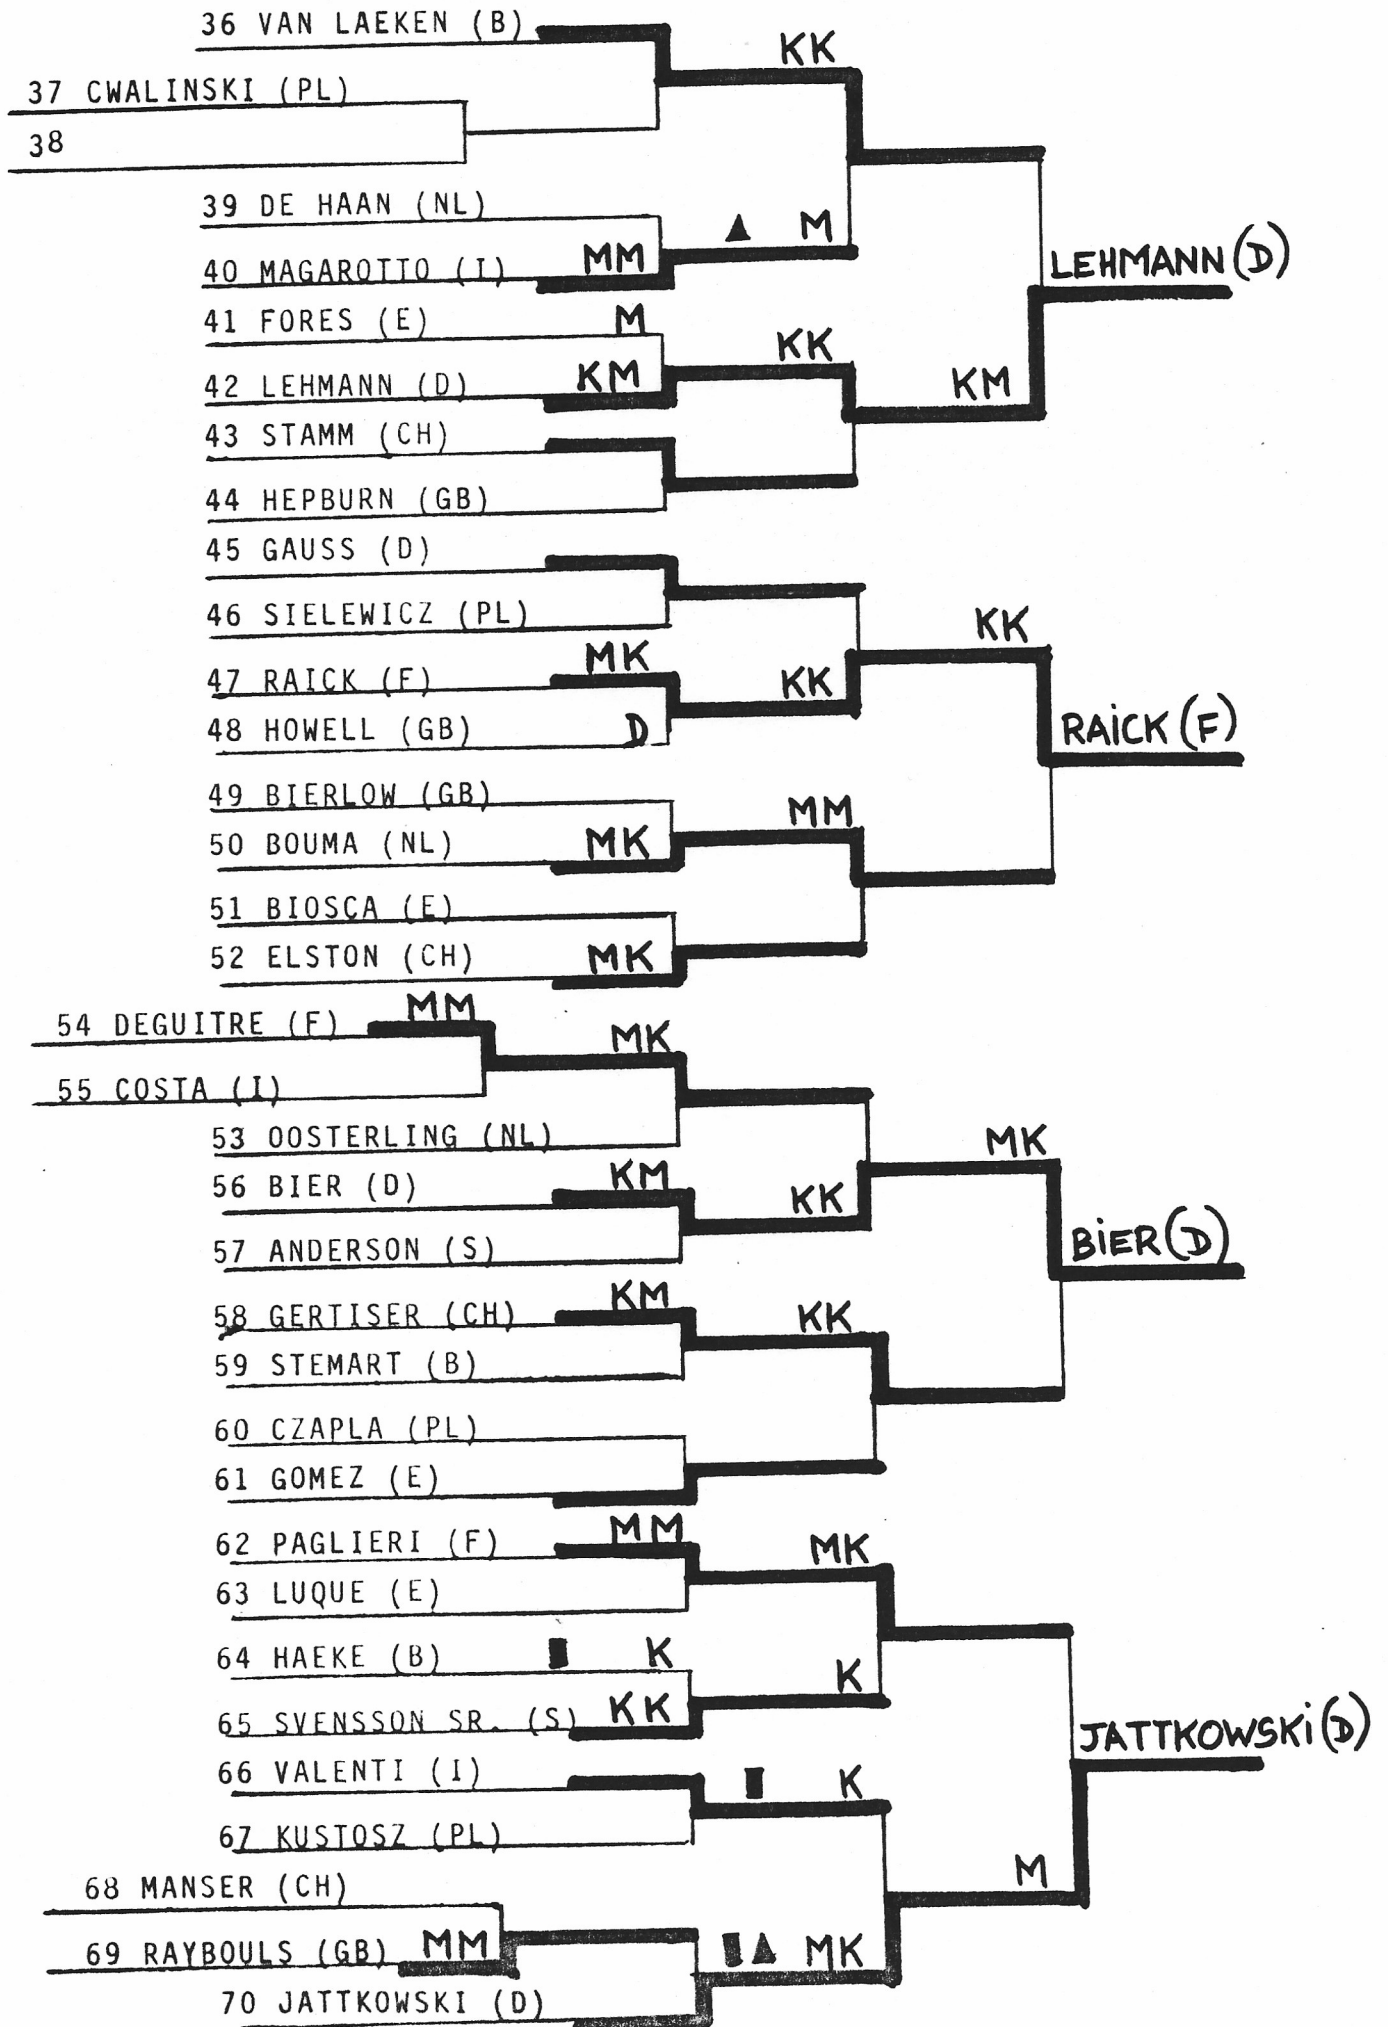 36 VAN LAEKEN (B)
KK
37 CWALINSKI (PL)
38
39 DE HAAN (NL)
M
40 MAGAROTTO (I) MM
LEHMANN (D)
41 FORES (E) M
KK
42 LEHMANN (D) KM
KM
43 STAMM (CH)
44 HEPBURN (GB)
45 GAUSS (D)
46 SIELEWICZ (PL)
KK
47 RAICK (F) MK
KK
48 HOWELL (GB) D
RAICK (F)
49 BIERLOW (GB)
MM
50 BOUMA (NL) MK
51 BIOSCA (E)
52 ELSTON (CH) MK
54 DEGUITRE (F) MM
MK
55 COSTA (I)
53 OOSTERLING (NL)
MK
56 BIER (D) KM
KK
57 ANDERSON (S)
BIER (D)
58 GERTISER (CH) KM
KK
59 STEMART (B)
60 CZAPLA (PL)
61 GOMEZ (E)
62 PAGLIERI (F) MM
MK
63 LUQUE (E)
64 HAEKE (B) K
K
65 SVENSSON SR. (S) KK
JATTKOWSKI (D)
66 VALENTI (I)
K
67 KUSTOSZ (PL)
M
68 MANSER (CH)
69 RAYBOULS (GB) MM
MK
70 JATTKOWSKI (D)